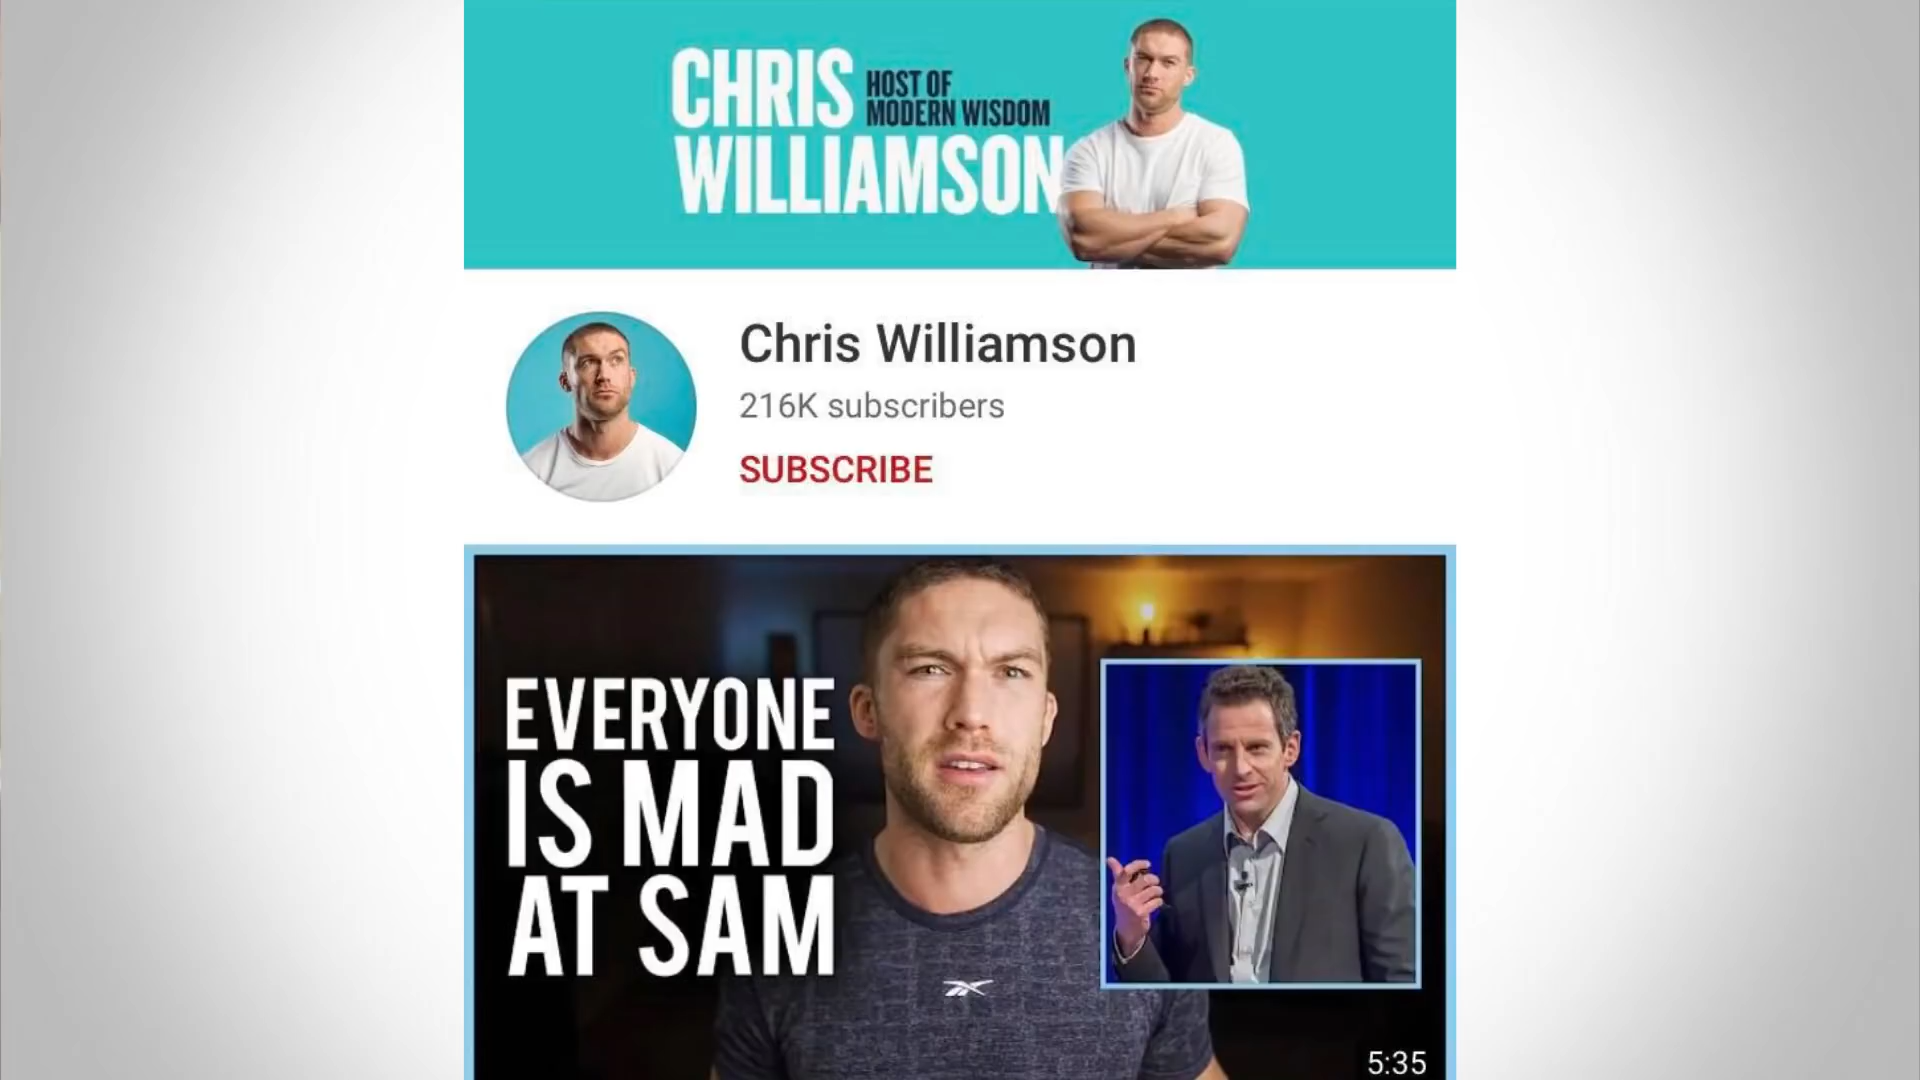 CHRIS HOST OF
MODERN WISDOM
WILLIAMSON
Chris Williamson
216K subscribers
SUBSCRIBE
EVERYONE
IS MAD
AT SAM
5:35